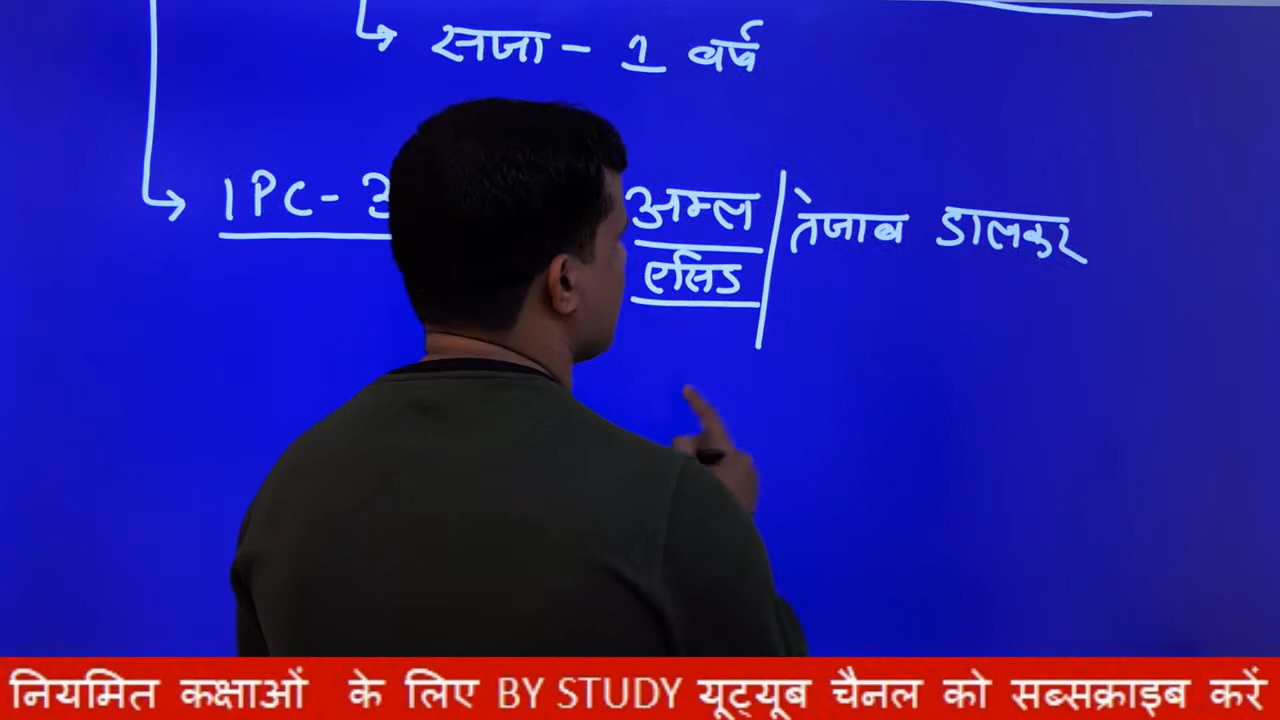 सजा - 1 वर्ष
IPC - 3
अम्ल | तेजाब डालकर
एसिड
नियमित कक्षाओं के लिए BY STUDY यूट्यूब चैनल को सब्सक्राइब करें